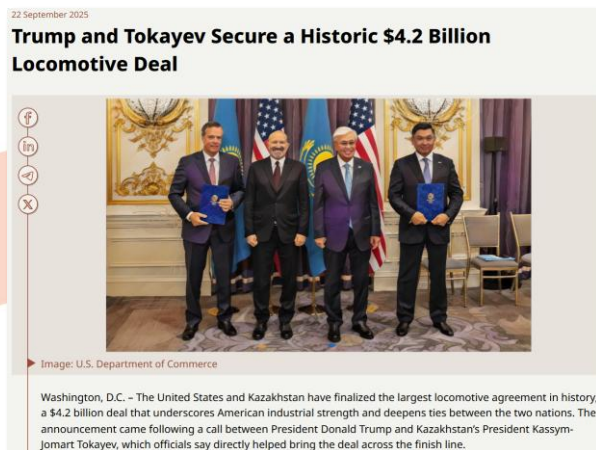 22 September 2025
Trump and Tokayev Secure a Historic $4.2 Billion
Locomotive Deal
f
in
X
Image: U.S. Department of Commerce
Washington, D.C. – The United States and Kazakhstan have finalized the largest locomotive agreement in history,
a $4.2 billion deal that underscores American industrial strength and deepens ties between the two nations. The
announcement came following a call between President Donald Trump and Kazakhstan's President Kassym-
Jomart Tokayev, which officials say directly helped bring the deal across the finish line.